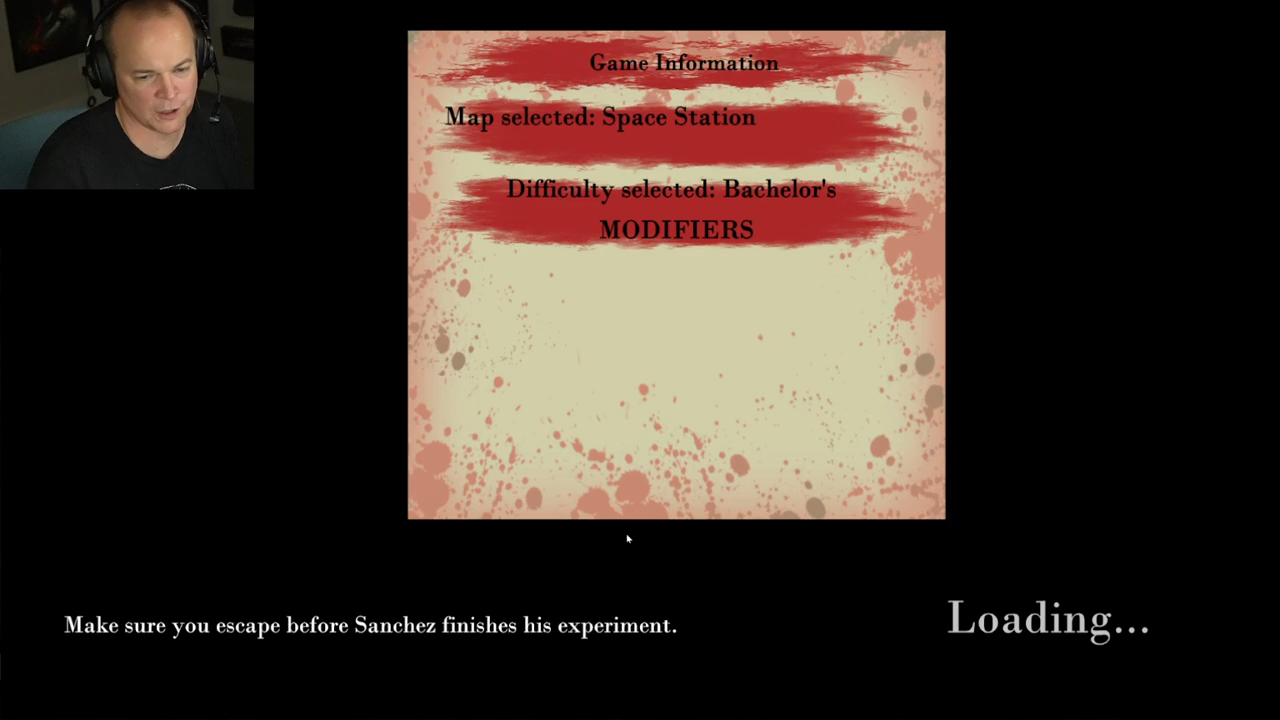 Game Information
Map selected: Space Station
Difficulty selected: Bachelor's
MODIFIERS
Make sure you escape before Sanchez finishes his experiment.
Loading...